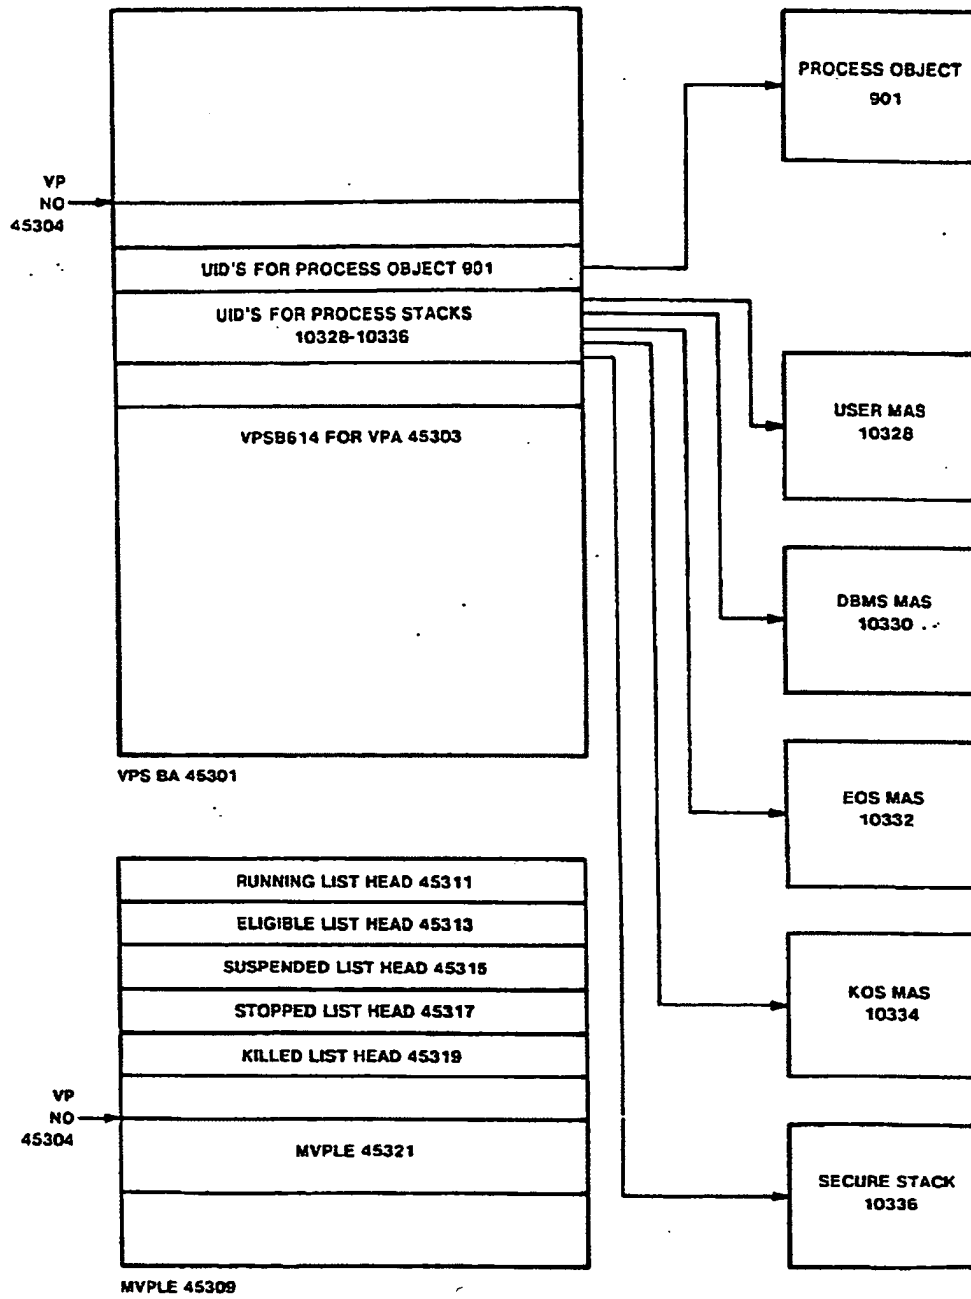 PROCESS OBJECT
901
VP
NO
45304
UID'S FOR PROCESS OBJECT 901
UID'S FOR PROCESS STACKS
10328-10336
VPSB614 FOR VPA 45303
USER MAS
10328
DBMS MAS
10330
EOS MAS
10332
KOS MAS
10334
SECURE STACK
10336
VPS BA 45301
RUNNING LIST HEAD 45311
ELIGIBLE LIST HEAD 45313
SUSPENDED LIST HEAD 45315
STOPPED LIST HEAD 45317
KILLED LIST HEAD 45319
VP
NO
45304
MVPLE 45321
MVPLE 45309